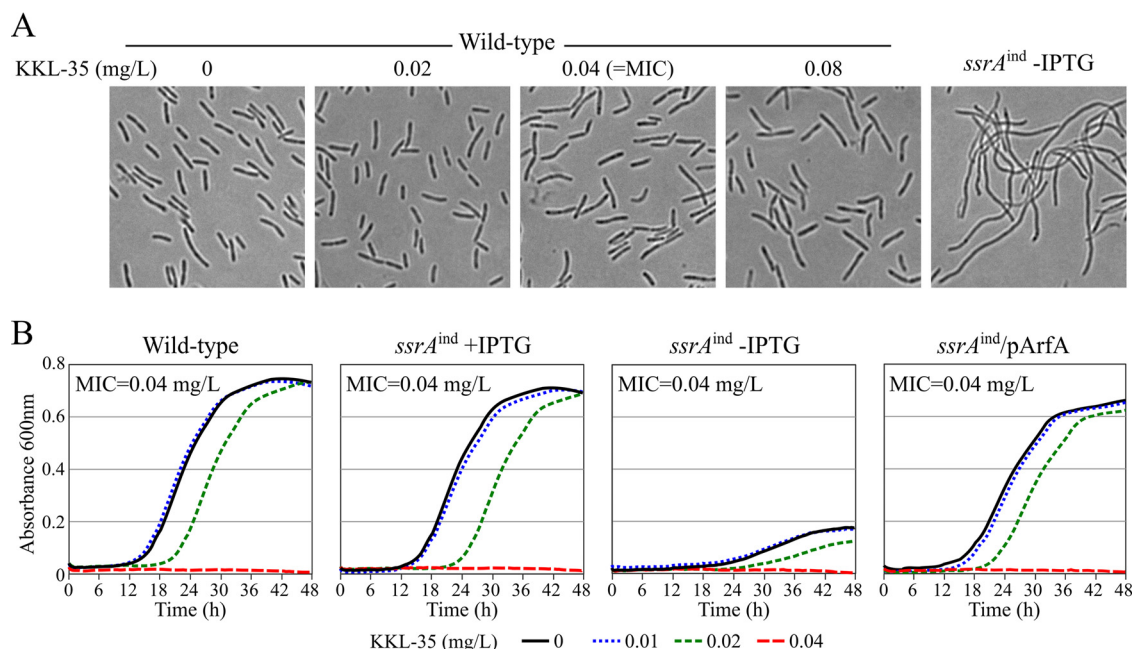 A
Wild-type
KKL-35 (mg/L) 0 0.02 0.04 (=MIC) 0.08 ssrAind -IPTG
B
Wild-type ssrAind +IPTG ssrAind -IPTG ssrAind/pArfA
MIC=0.04 mg/L MIC=0.04 mg/L MIC=0.04 mg/L MIC=0.04 mg/L
Absorbance 600nm
0.8
0.6
0.4
0.2
0
0 6 12 18 24 30 36 42 48 0 6 12 18 24 30 36 42 48 0 6 12 18 24 30 36 42 48 0 6 12 18 24 30 36 42 48
Time (h) Time (h) Time (h) Time (h)
KKL-35 (mg/L) 0 0.01 0.02 0.04